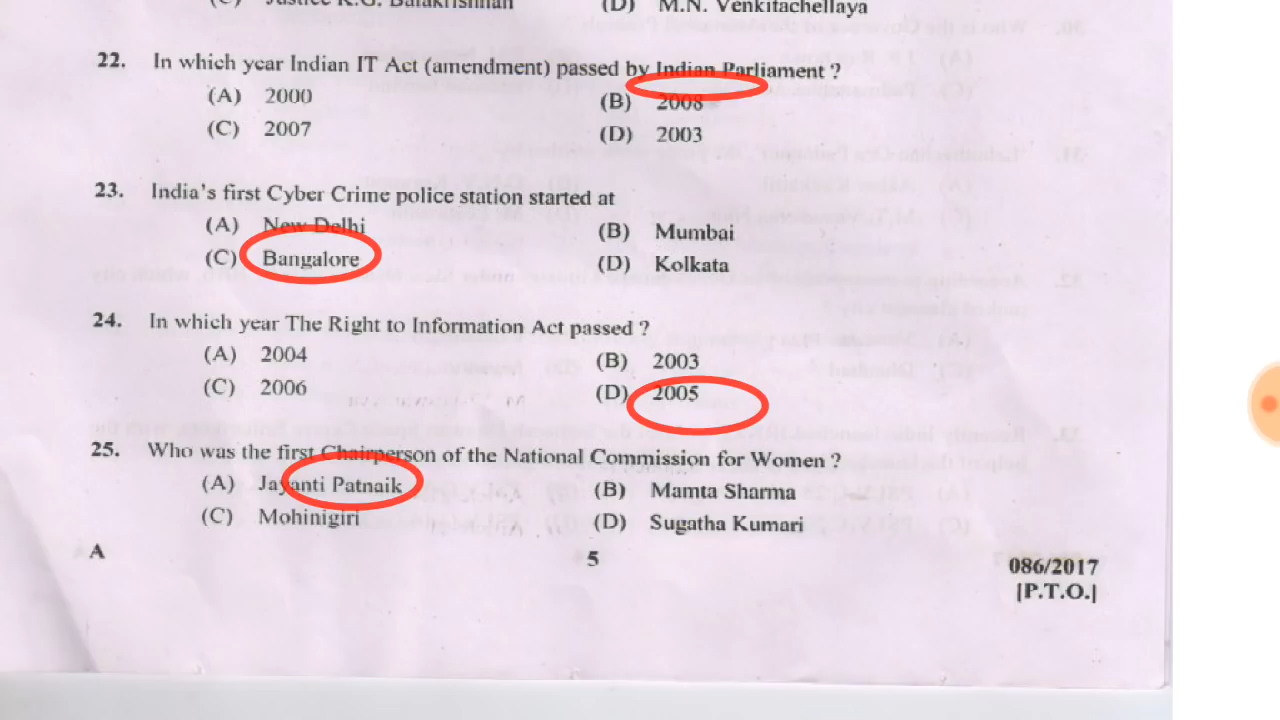 (C) Justice K.G. Balakrishnan (D) M.N. Venkitachellaya
22. In which year Indian IT Act (amendment) passed by Indian Parliament ?
(A) 2000 (B) 2008
(C) 2007 (D) 2003
23. India's first Cyber Crime police station started at
(A) New Delhi (B) Mumbai
(C) Bangalore (D) Kolkata
24. In which year The Right to Information Act passed ?
(A) 2004 (B) 2003
(C) 2006 (D) 2005
25. Who was the first Chairperson of the National Commission for Women ?
(A) Jayanti Patnaik (B) Mamta Sharma
(C) Mohinigiri (D) Sugatha Kumari
A 5 086/2017
[P.T.O.]